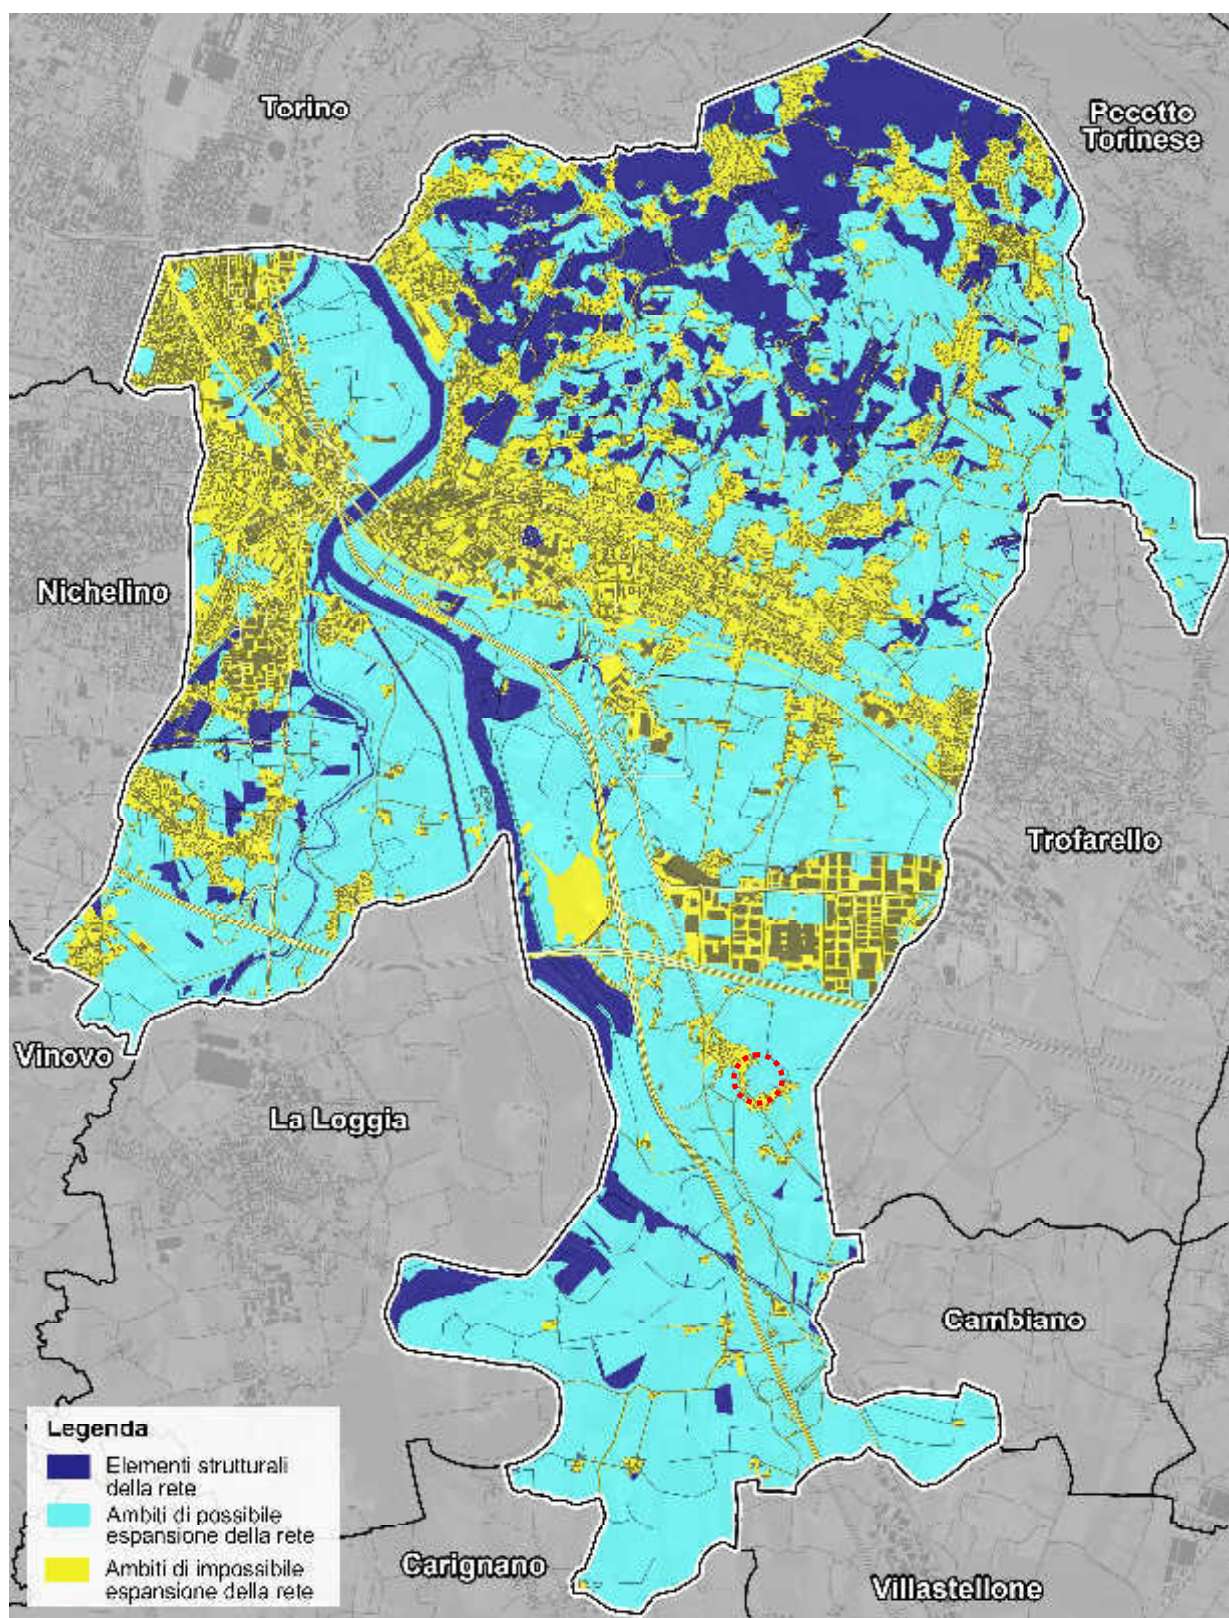 Torino
Pecetto
Torinese
Nichelino
Trofarello
Vinovo
La Loggia
Cambiano
Legenda
Elementi strutturali
della rete
Ambiti di possibile
espansione della rete
Ambiti di impossibile
espansione della rete
Carignano
Villastellone